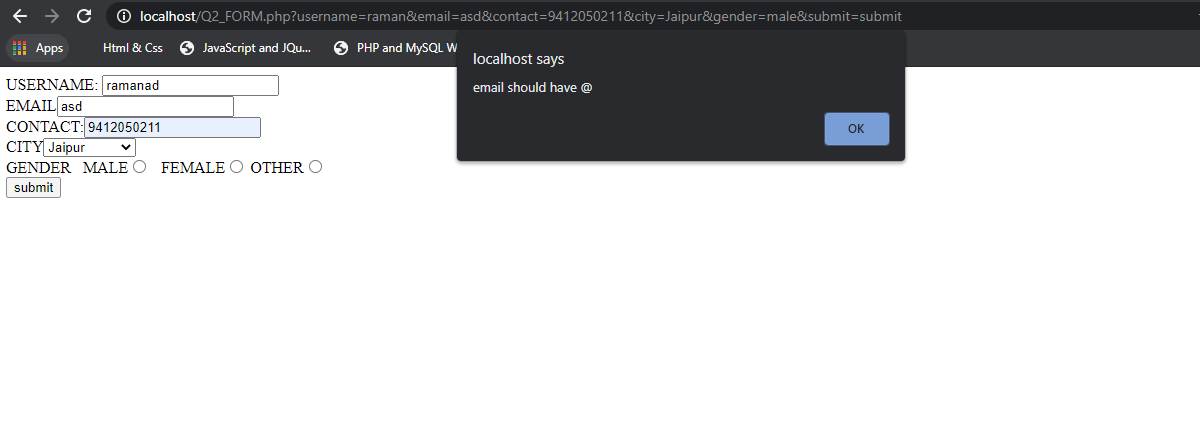 localhost/Q2_FORM.php?username=raman&email=asd&contact=9412050211&city=Jaipur&gender=male&submit=submit
Apps Html & Css JavaScript and JQu... PHP and MySQL W
localhost says
email should have @
OK
USERNAME: ramanad
EMAIL asd
CONTACT: 9412050211
CITY Jaipur
GENDER MALE FEMALE OTHER
submit